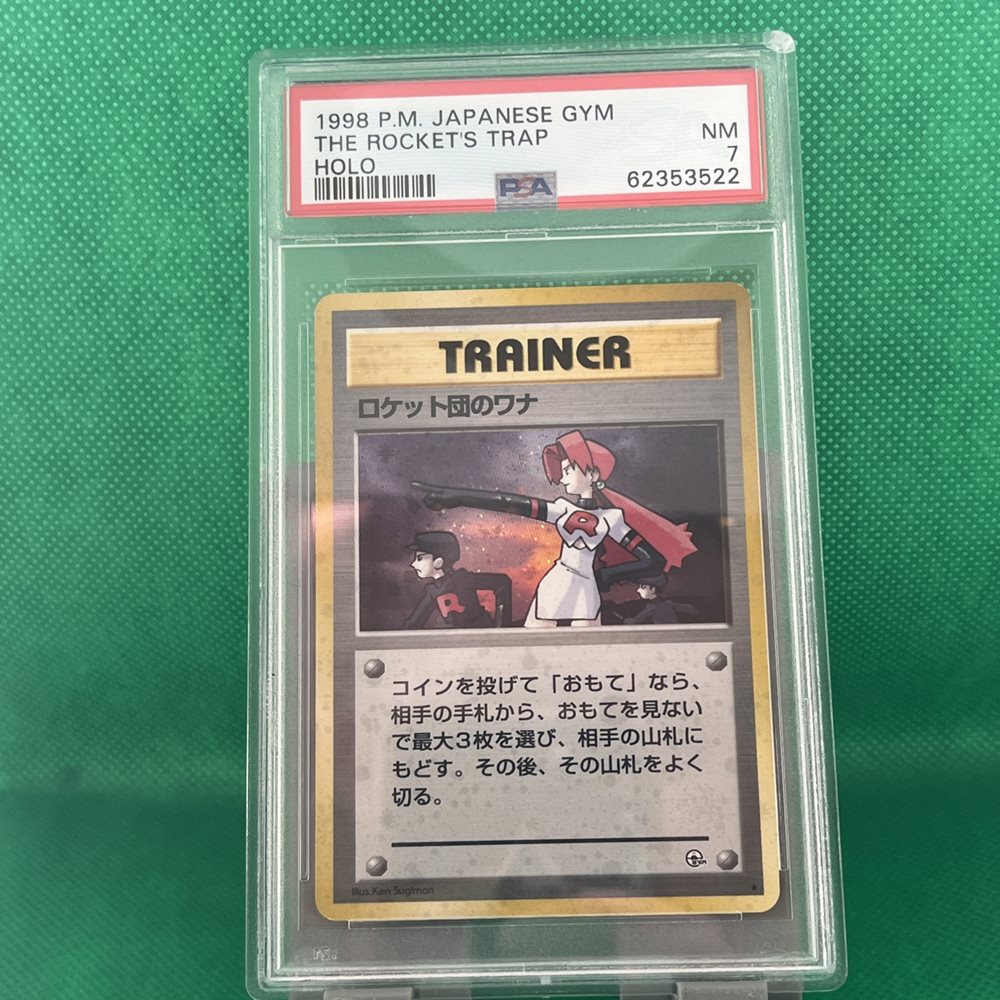 1998 P.M. JAPANESE GYM
THE ROCKET'S TRAP
NM
HOLO
7
PSA
62353522
TRAINER
ロケット団のワナ
R
R
コインを投げて「おもて」なら、
相手の手札から、おもてを見ない
で最大3枚を選び、相手の山札に
もどす。その後、その山札をよく
切る。
GYM
Illus. Ken Sugimori